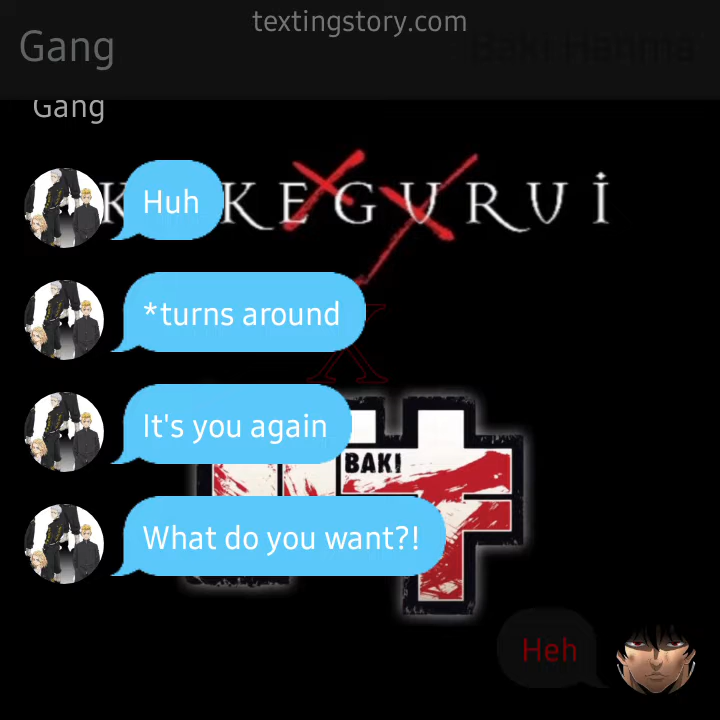 textingstory.com
Gang
Baki Hanma
Gang
Huh
KAKEGURUI
*turns around
X
It's you again
BAKI
What do you want?!
Heh